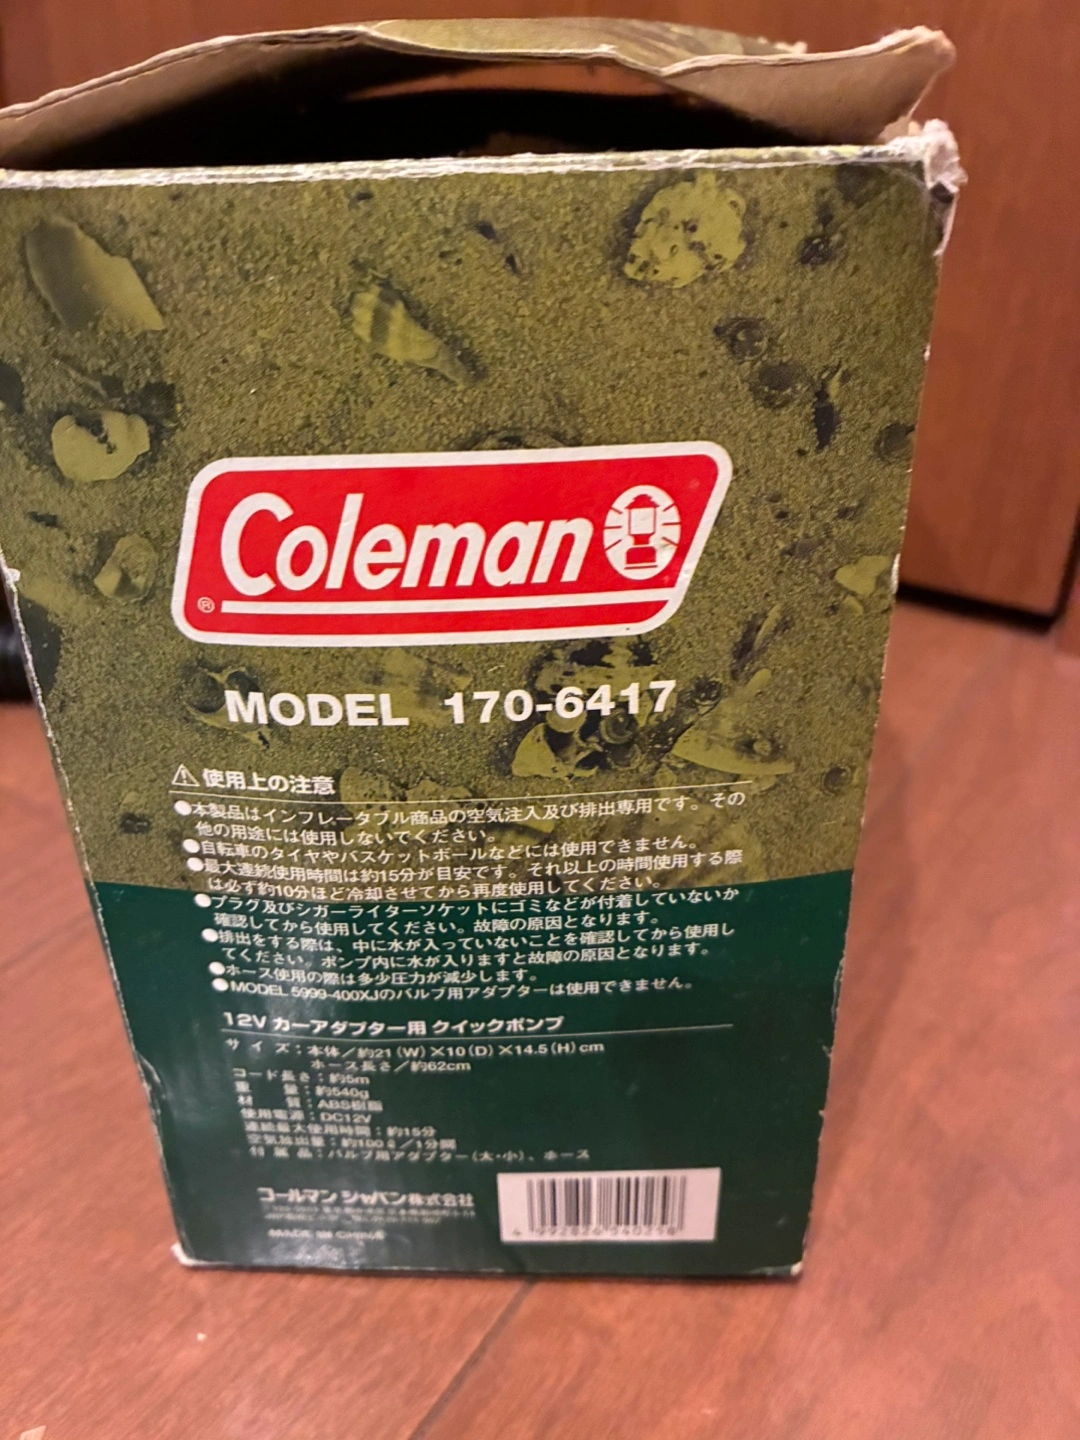 Coleman
®
MODEL 170-6417
使用上の注意
●本製品はインフレータブル商品の空気注入及び排出専用です。その
他の用途には使用しないでください。
●自転車のタイヤやバスケットボールなどには使用できません。
●最大連続使用時間は約15分が目安です。それ以上の時間使用する際
は必ず約10分ほど冷却させてから再度使用してください。
●プラグ及びシガーライターソケットにゴミなどが付着していないか
確認してから使用してください。故障の原因となります。
●排出をする際は、中に水が入っていないことを確認してから使用し
てください。ポンプ内に水が入りますと故障の原因となります。
●ホース使用の際は多少圧力が減少します。
●MODEL 5999-400XJのバルブ用アダプターは使用できません。
12V カーアダプター用 クイックポンプ
サイズ：本体／約21(W)×10(D)×14.5(H)cm
ホース長さ／約62cm
コード長さ：約5m
重 量：約540g
材 質：ABS樹脂
使用電源：DC12V
連続最大使用時間：約15分
空気放出量：約100ℓ／1分間
付属品：バルブ用アダプター(大・小)、ホース
コールマン ジャパン株式会社
MADE IN CHINA